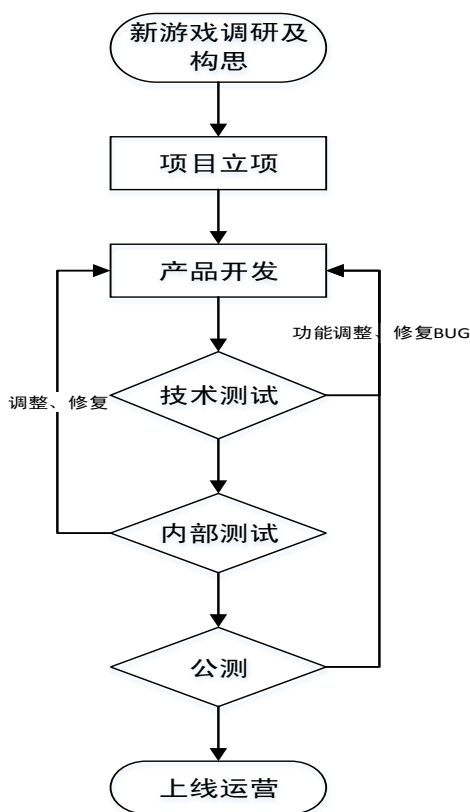 新游戏调研及
构思
项目立项
产品开发
功能调整、修复BUG
技术测试
调整、修复
内部测试
公测
上线运营